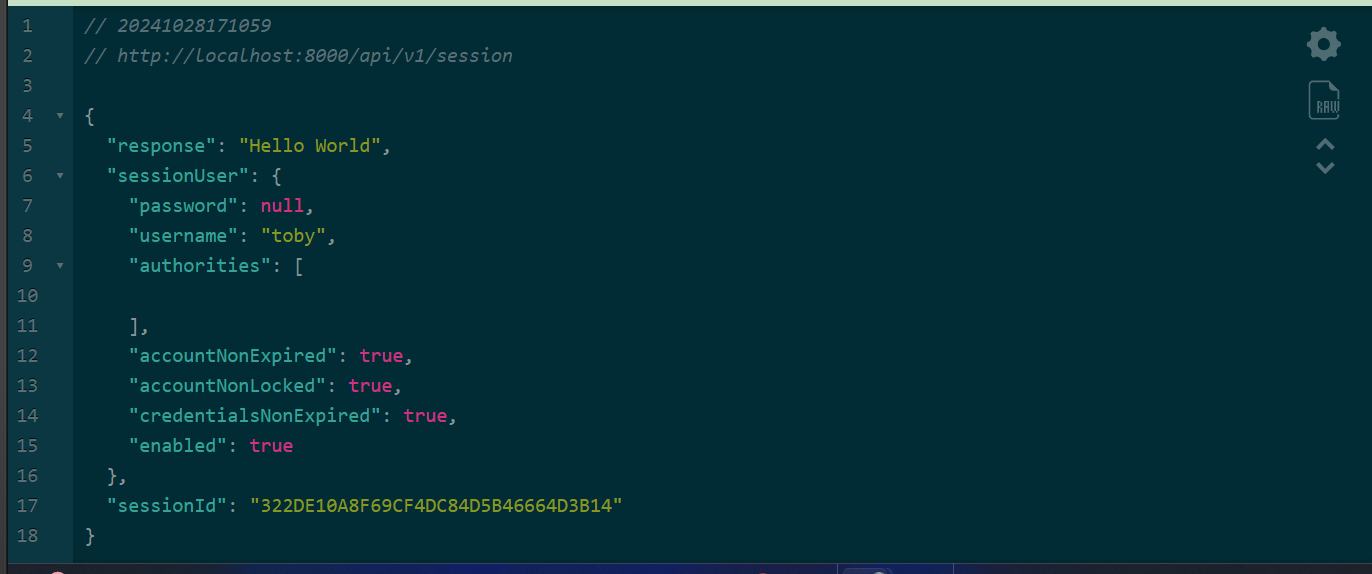 1 // 20241028171059
2 // http://localhost:8000/api/v1/session
3
4 {
5 "response": "Hello World",
6 "sessionUser": {
7 "password": null,
8 "username": "toby",
9 "authorities": [
10
11 ],
12 "accountNonExpired": true,
13 "accountNonLocked": true,
14 "credentialsNonExpired": true,
15 "enabled": true
16 },
17 "sessionId": "322DE10A8F69CF4DC84D5B46664D3B14"
18 }
RAW